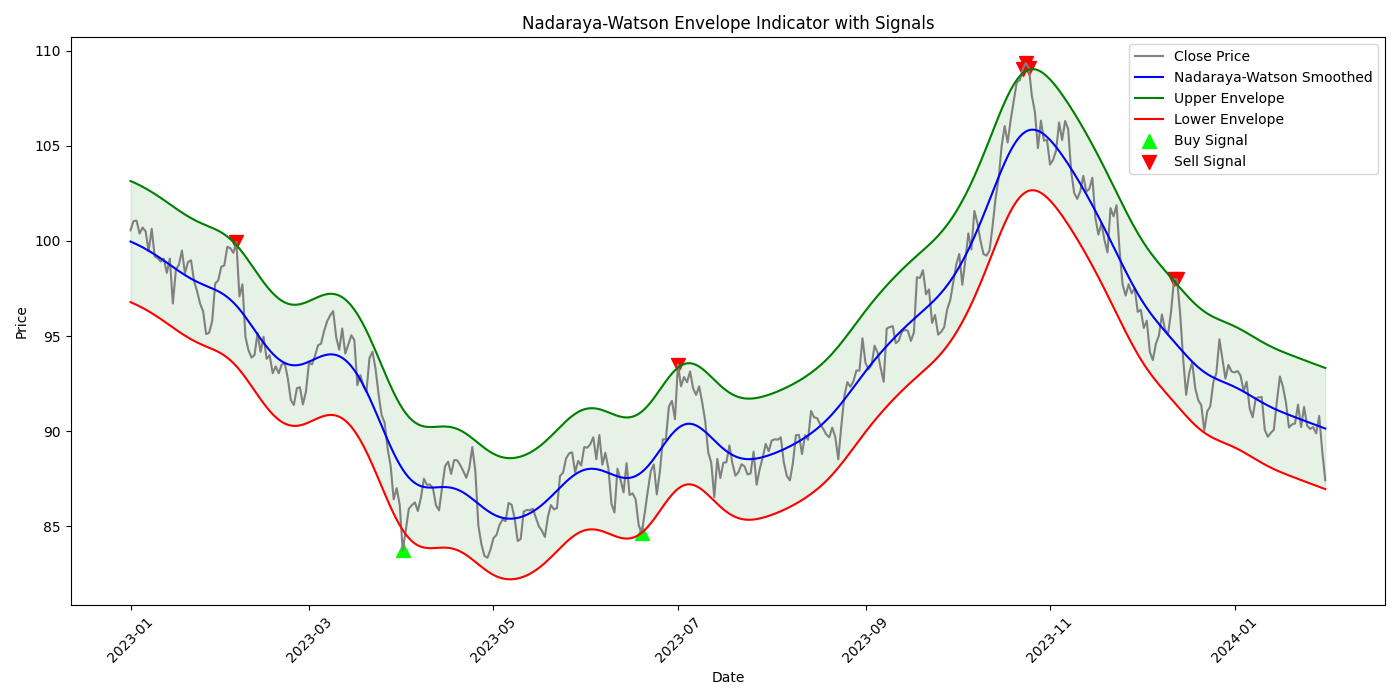 Nadaraya-Watson Envelope Indicator with Signals
110
105
100
95
90
85
Price
Close Price
Nadaraya-Watson Smoothed
Upper Envelope
Lower Envelope
Buy Signal
Sell Signal
2023-01
2023-03
2023-05
2023-07
2023-09
2023-11
2024-01
Date